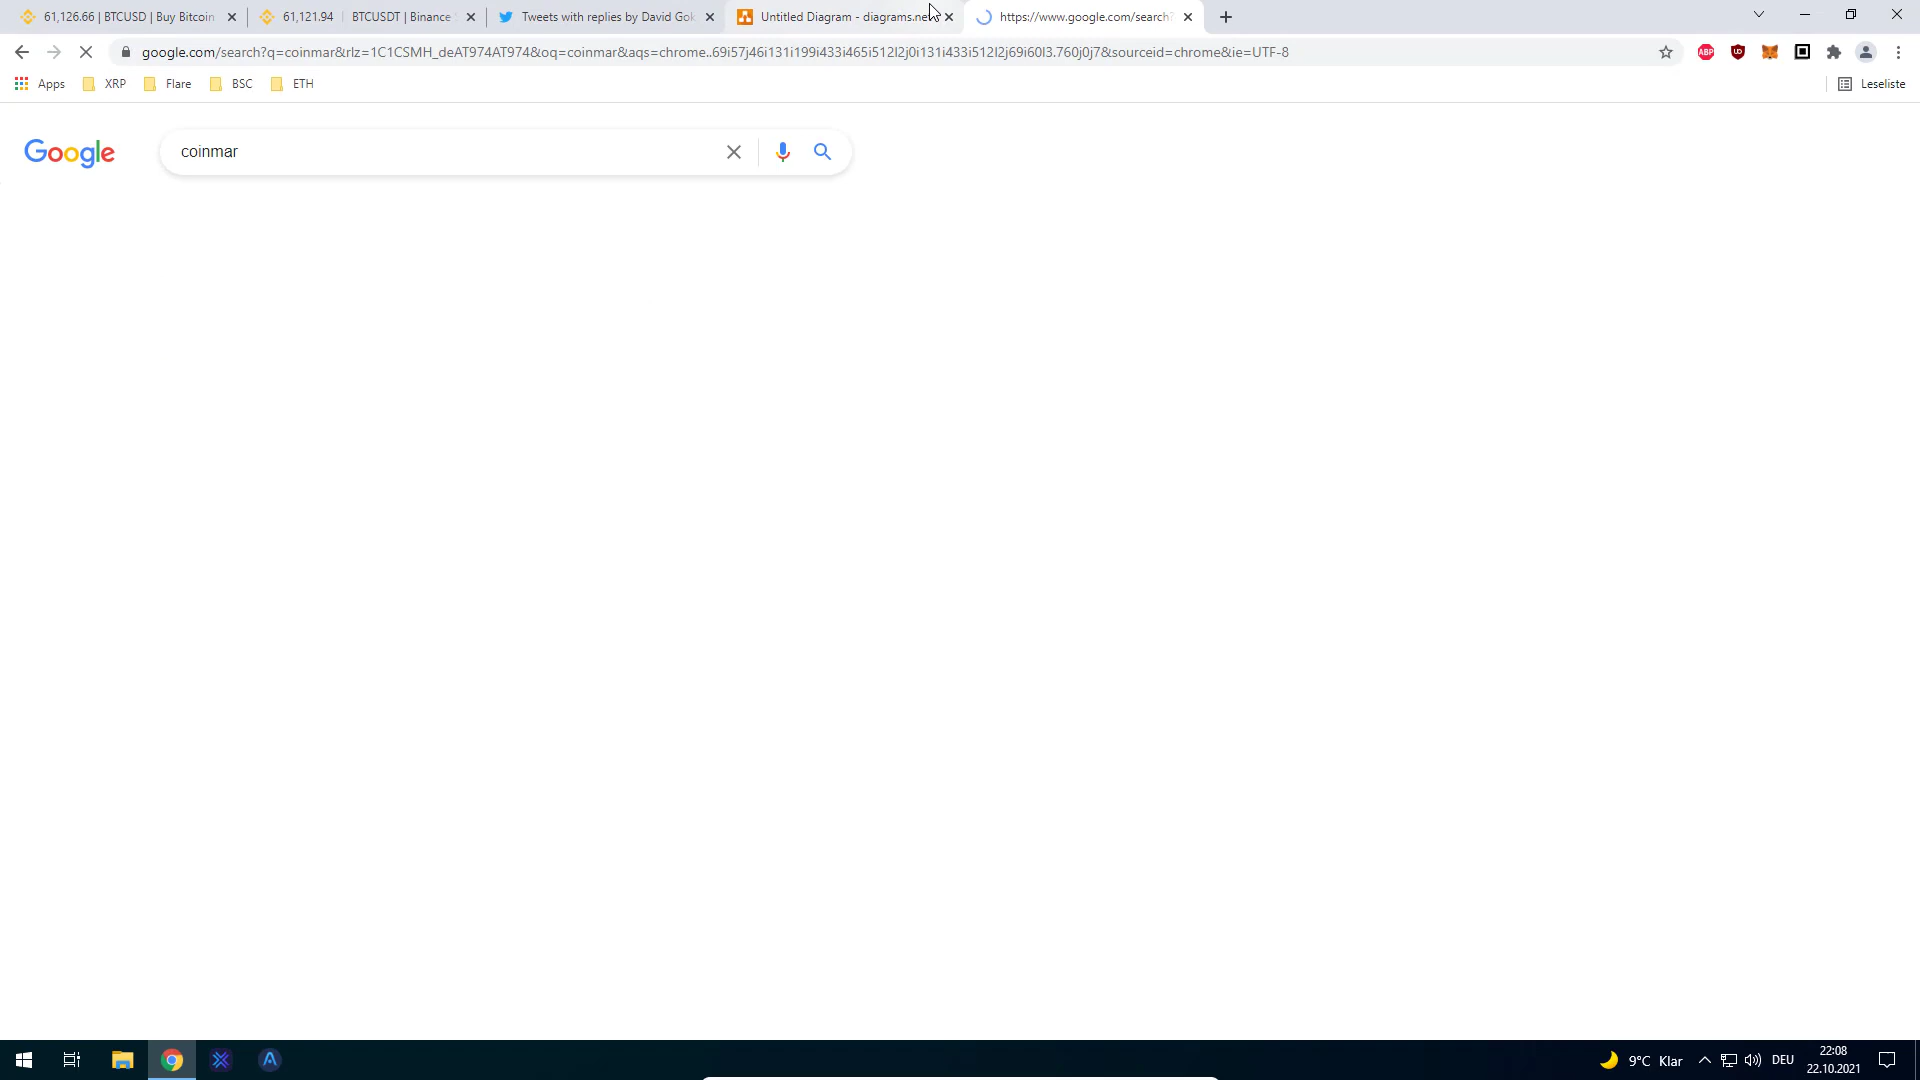 61,126.66 | BTCUSD | Buy Bitcoin
61,121.94 | BTCUSDT | Binance
Tweets with replies by David Gok
Untitled Diagram - diagrams.ne
https://www.google.com/search?
google.com/search?q=coinmar&rlz=1C1CSMH_deAT974AT974&oq=coinmar&aqs=chrome..69i57j46i131i199i433i465i512l2j0i131i433i512l2j69i60l3.760j0j7&sourceid=chrome&ie=UTF-8
ABP
Apps
XRP
Flare
BSC
ETH
Leseliste
Google
coinmar
9°C Klar
DEU
22:08
22.10.2021